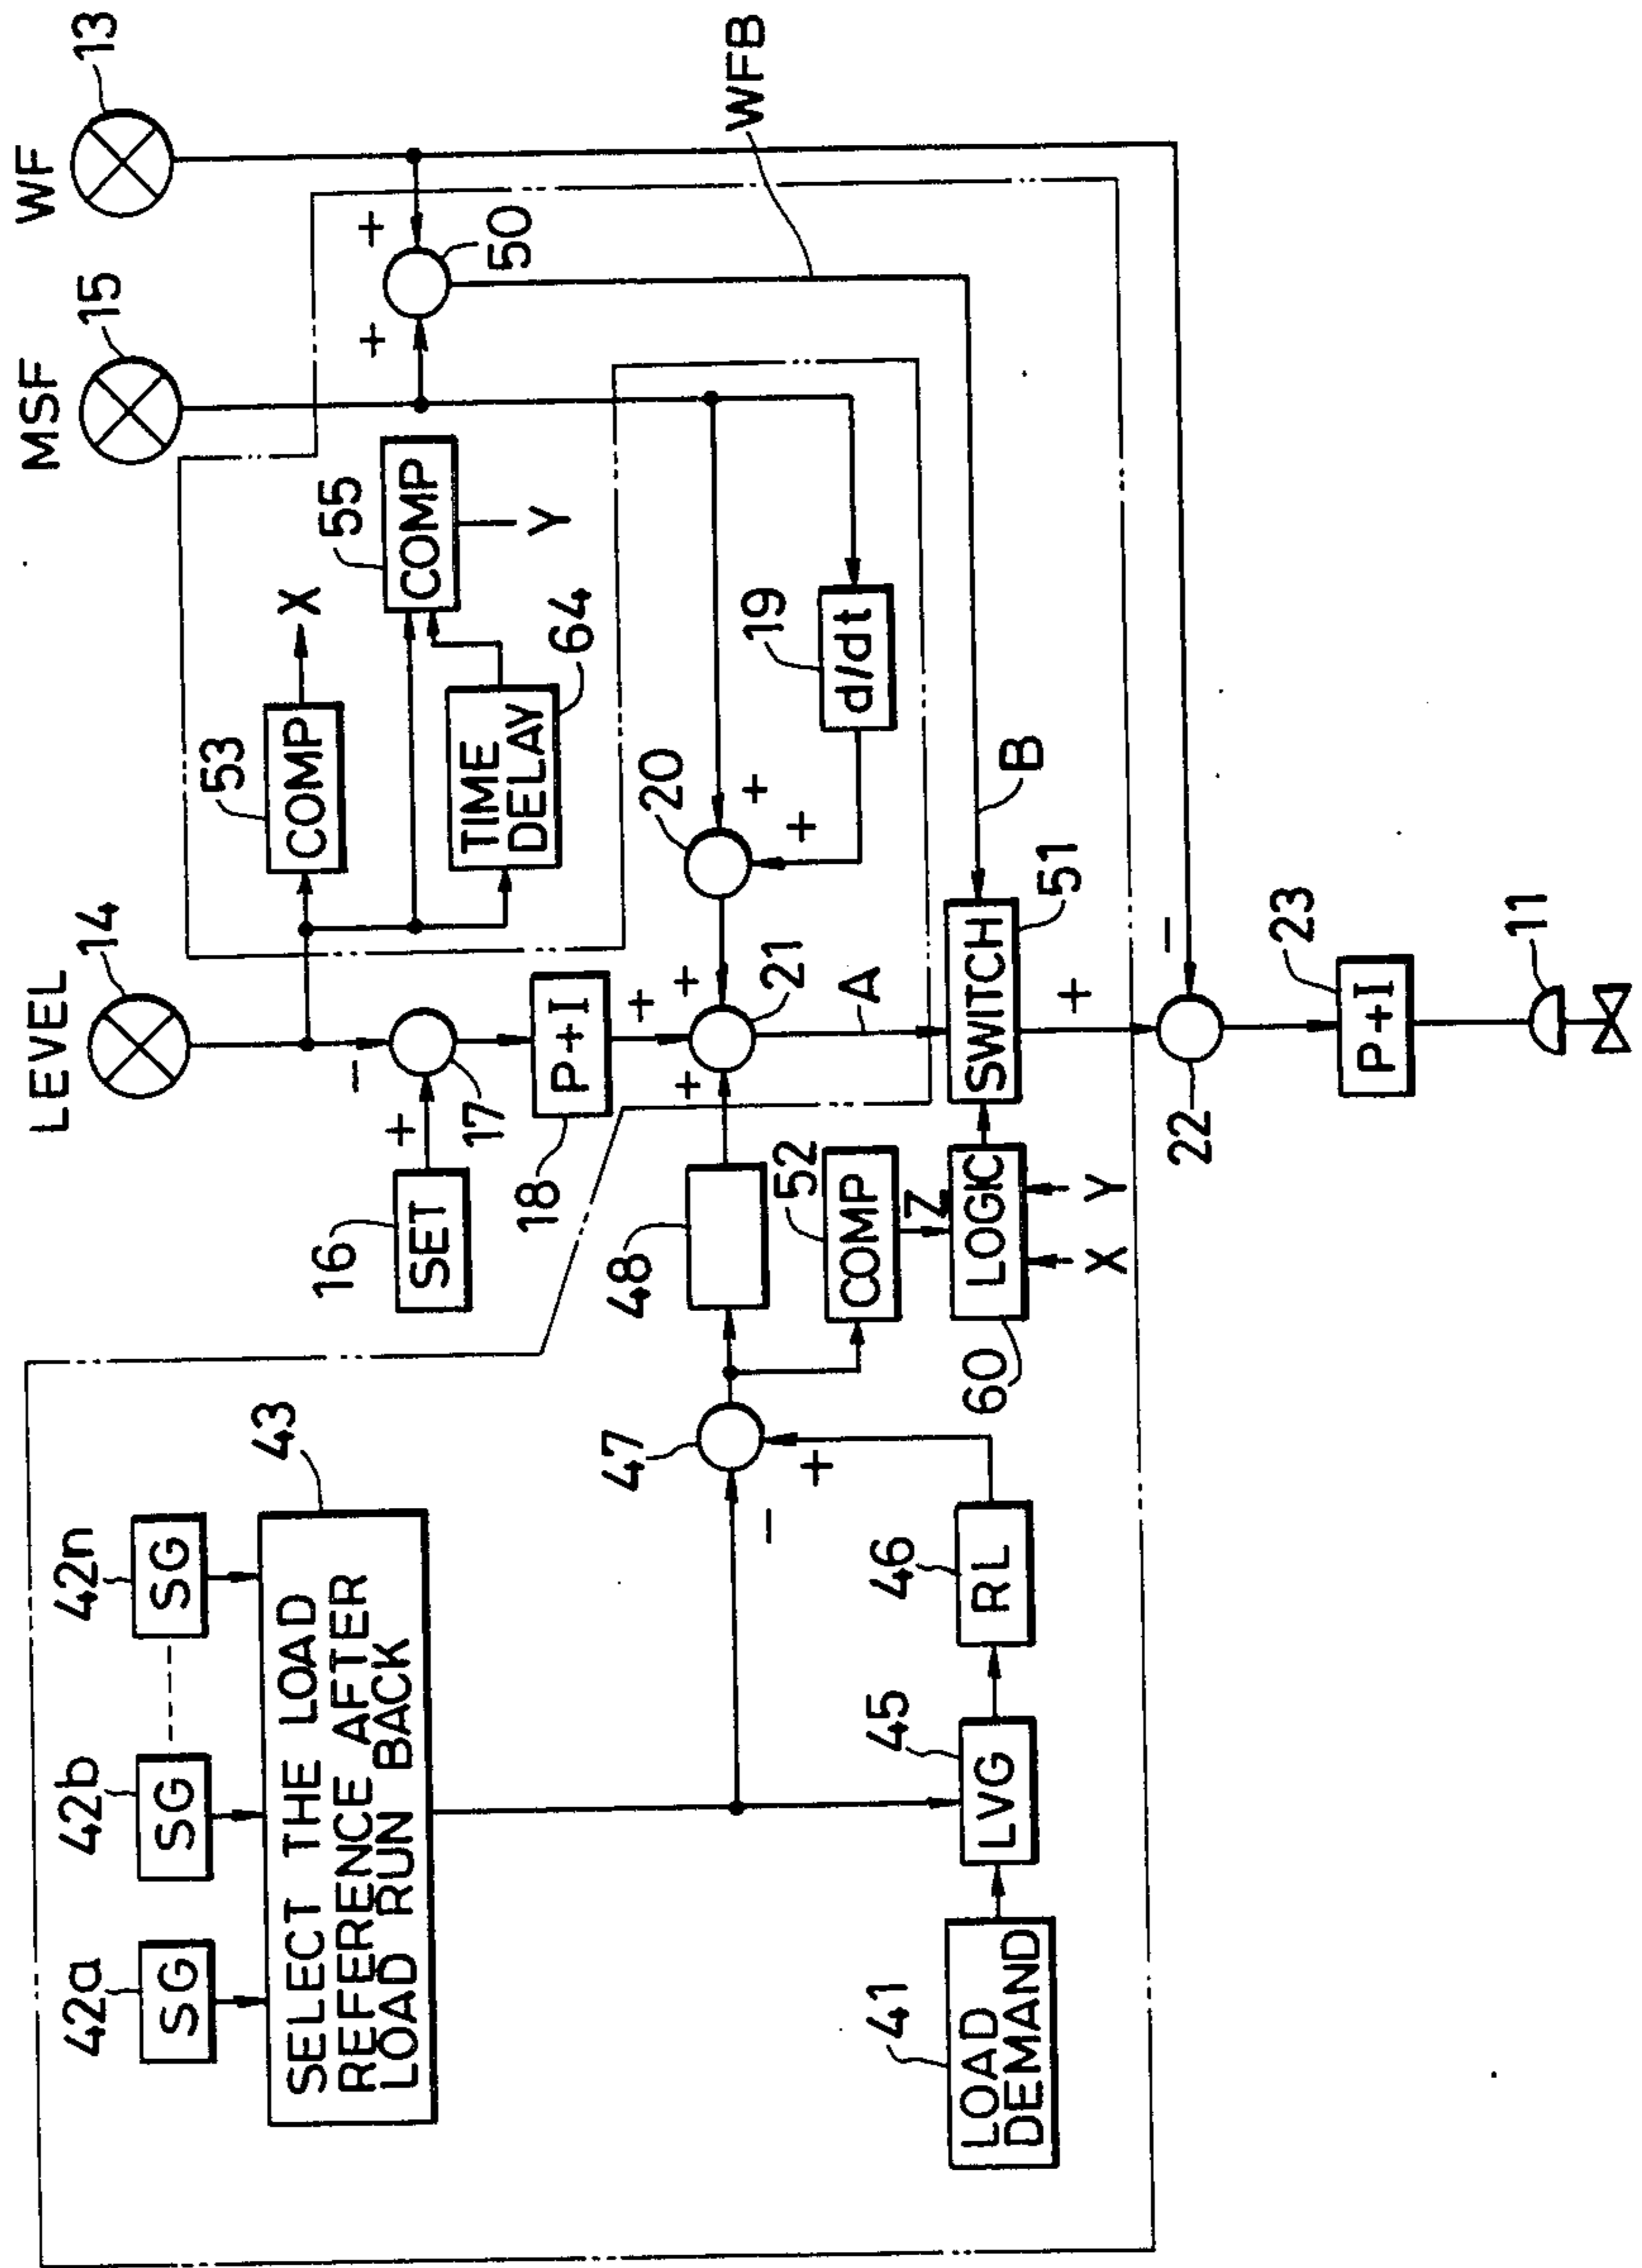 LEVEL
14
MSF
15
WF
13
42a
SG
42b
SG
42n
SG
43
SELECT THE LOAD
REFERENCE AFTER
LOAD RUN BACK
16
SET
+
−
17
18
P+I
53
COMP
X
55
COMP
Y
TIME
DELAY
64
+
+
50
WFB
47
−
+
48
52
COMP
Z
+
+
+
21
20
+
+
19
d/dt
A
B
41
LOAD
DEMAND
45
LVG
46
RL
60
LOGIC
X
Y
SWITCH
51
+
−
22
23
P+I
11